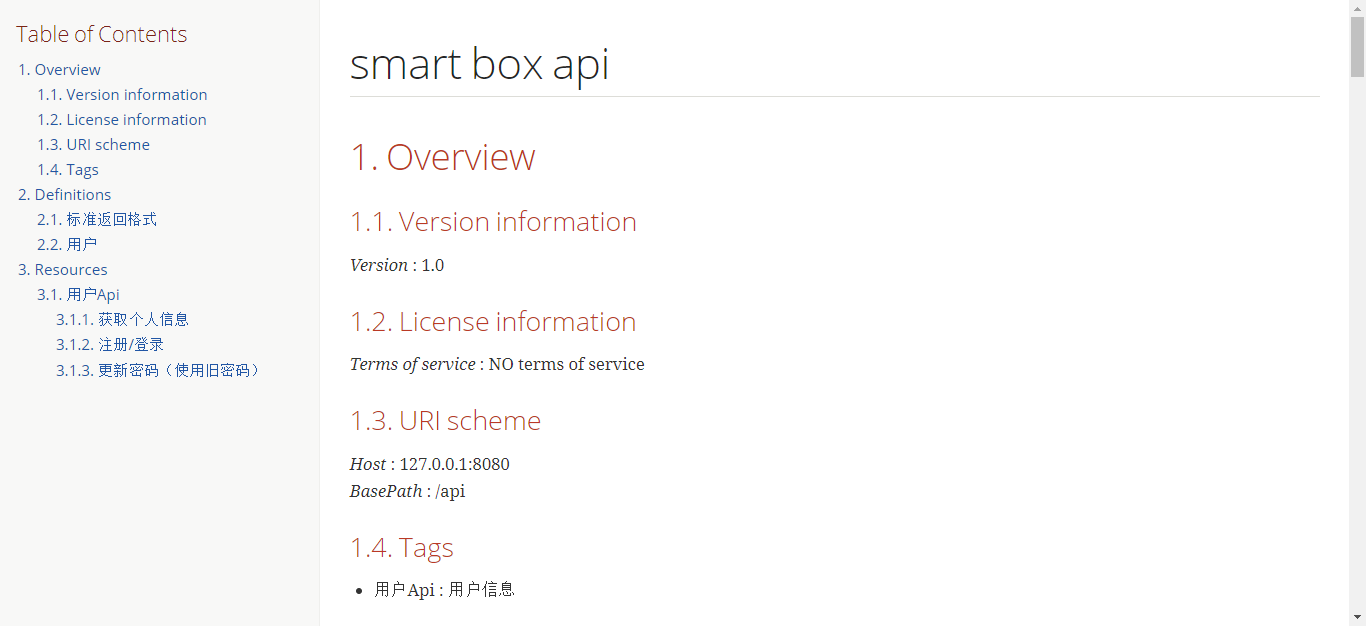 Table of Contents
1. Overview
1.1. Version information
1.2. License information
1.3. URI scheme
1.4. Tags
2. Definitions
2.1. 标准返回格式
2.2. 用户
3. Resources
3.1. 用户Api
3.1.1. 获取个人信息
3.1.2. 注册/登录
3.1.3. 更新密码（使用旧密码）
smart box api
1. Overview
1.1. Version information
Version : 1.0
1.2. License information
Terms of service : NO terms of service
1.3. URI scheme
Host : 127.0.0.1:8080
BasePath : /api
1.4. Tags
• 用户Api : 用户信息